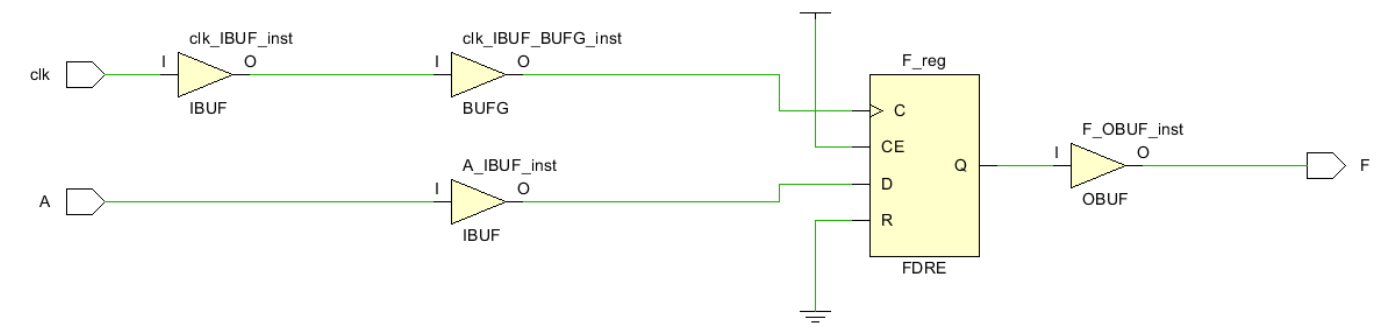 clk
clk_IBUF_inst
I
O
IBUF
clk_IBUF_BUFG_inst
I
O
BUFG
A
A_IBUF_inst
I
O
IBUF
F_reg
C
CE
D
R
Q
FDRE
F_OBUF_inst
I
O
OBUF
F